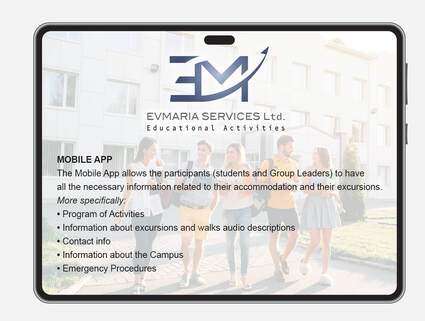 EM
EVMARIA SERVICES Ltd.
Educational Activities
MOBILE APP
The Mobile App allows the participants (students and Group Leaders) to have
all the necessary information related to their accommodation and their excursions.
More specifically:
• Program of Activities
• Information about excursions and walks audio descriptions
• Contact info
• Information about the Campus
• Emergency Procedures